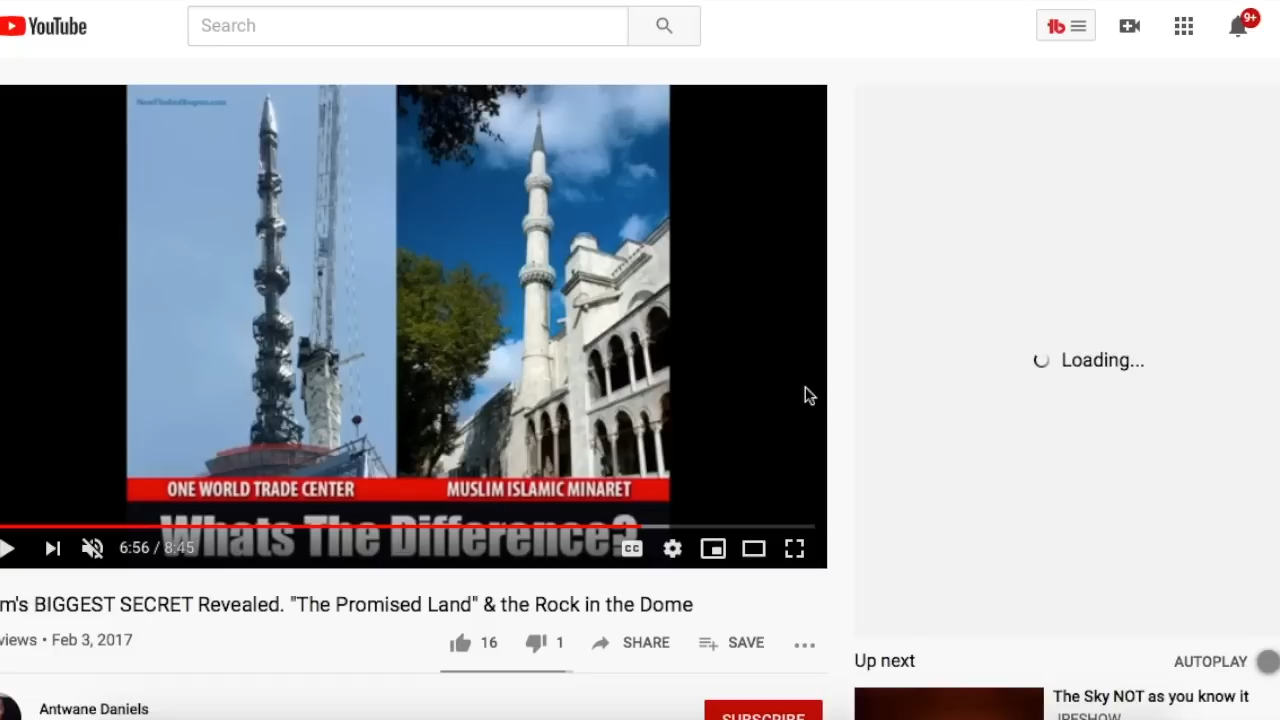 YouTube
Search
9+
ONE WORLD TRADE CENTER
MUSLIM ISLAMIC MINARET
Whats The Difference?
CC
6:56 / 8:45
m's BIGGEST SECRET Revealed. "The Promised Land" & the Rock in the Dome
views • Feb 3, 2017
16
1
SHARE
SAVE
Antwane Daniels
SUBSCRIBE
Loading...
Up next
AUTOPLAY
The Sky NOT as you know it